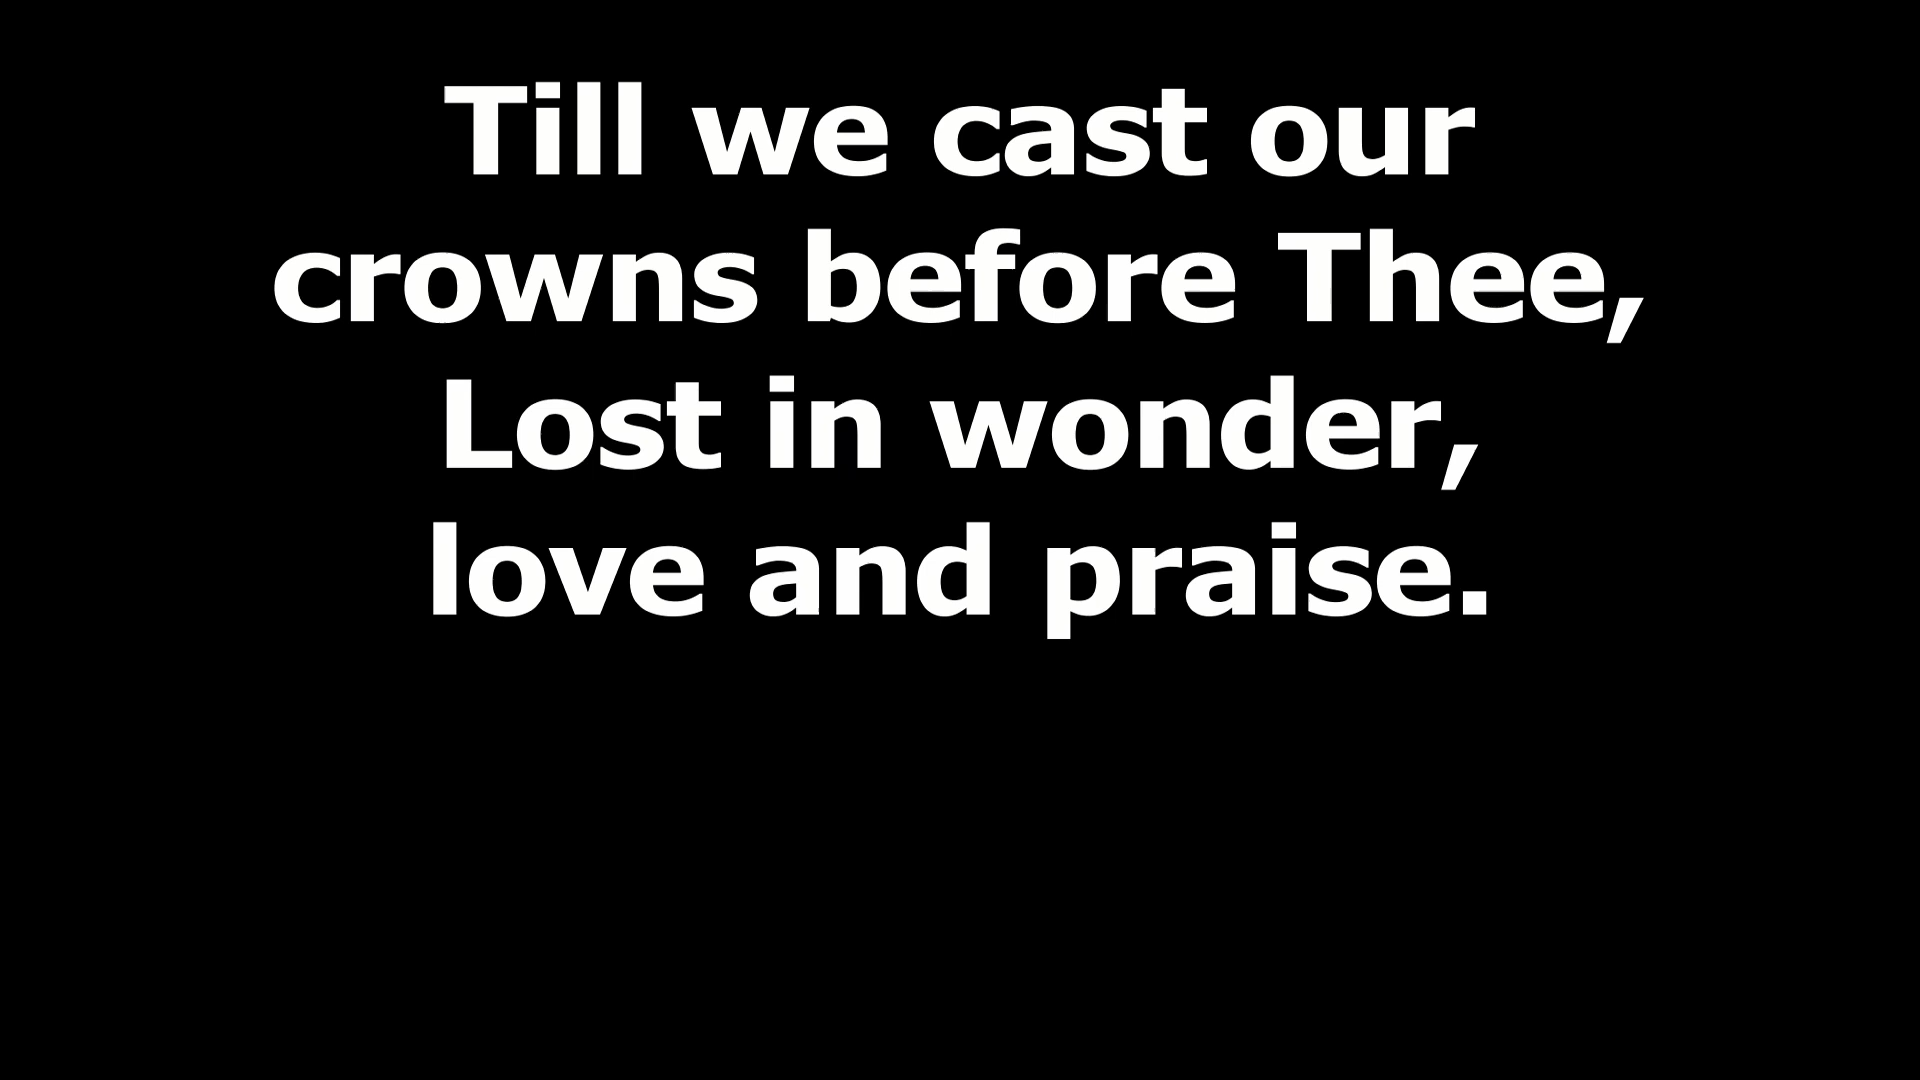 Till we cast our
crowns before Thee,
Lost in wonder,
love and praise.